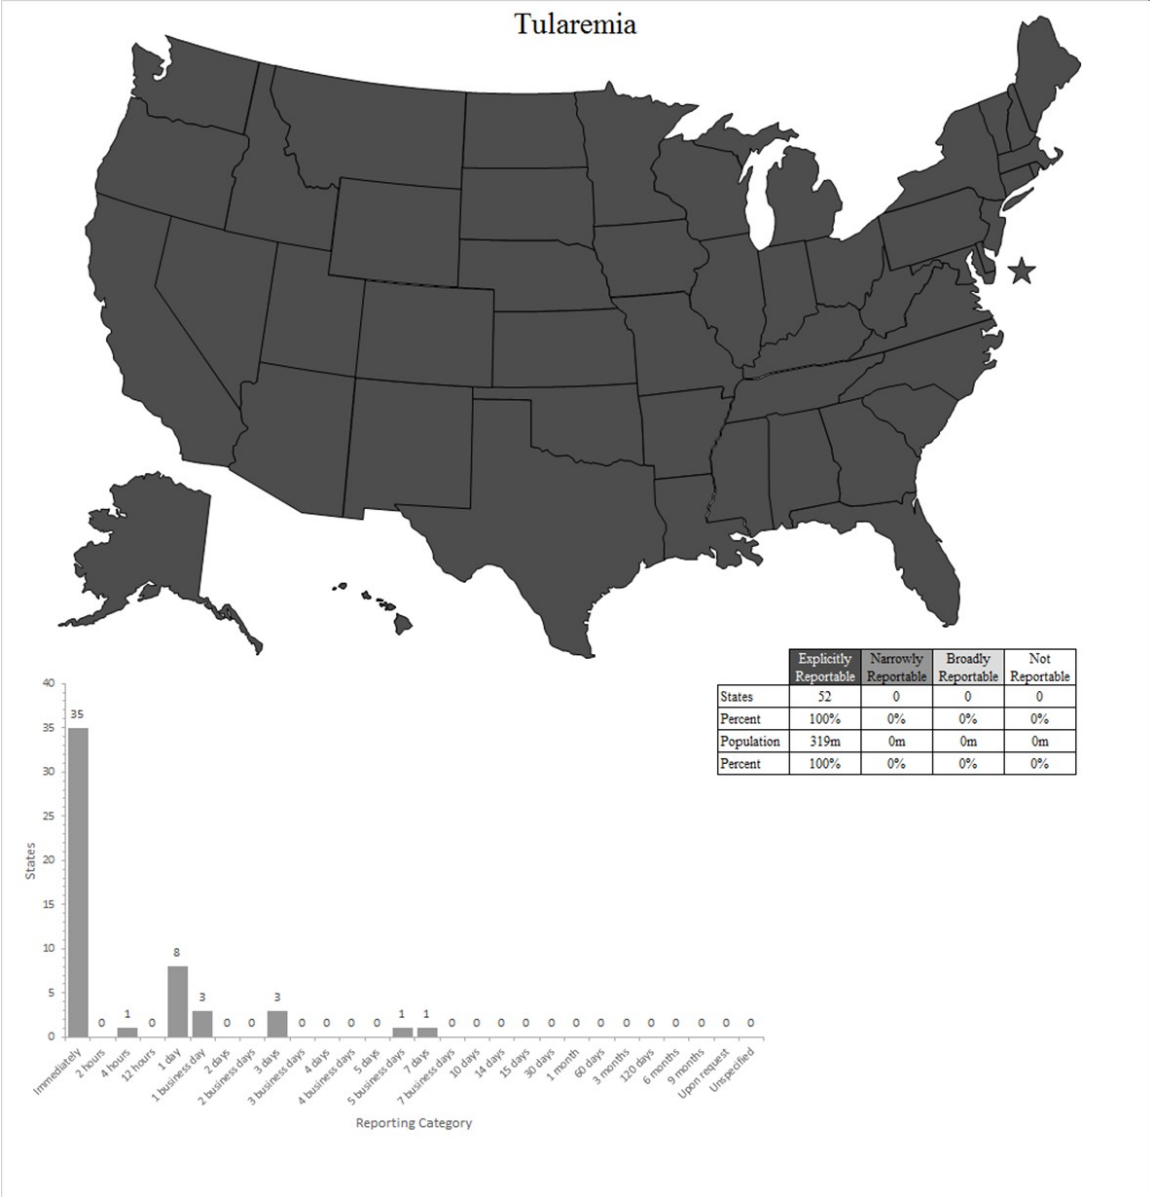 Tularemia
Explicitly Narrowly Broadly Not
Reportable Reportable Reportable Reportable
States 52 0 0 0
Percent 100% 0% 0% 0%
Population 319m 0m 0m 0m
Percent 100% 0% 0% 0%
40
35
30
25
20
15
10
5
0
States
35 0 1 0 8 3 0 0 3 0 0 0 0 1 1 0 0 0 0 0 0 0 0 0 0 0 0 0
Immediately
2 hours
4 hours
12 hours
1 day
1 business day
2 days
2 business days
3 days
3 business days
4 days
4 business days
5 days
5 business days
7 days
7 business days
10 days
14 days
15 days
30 days
1 month
60 days
3 months
120 days
6 months
9 months
Upon request
Unspecified
Reporting Category